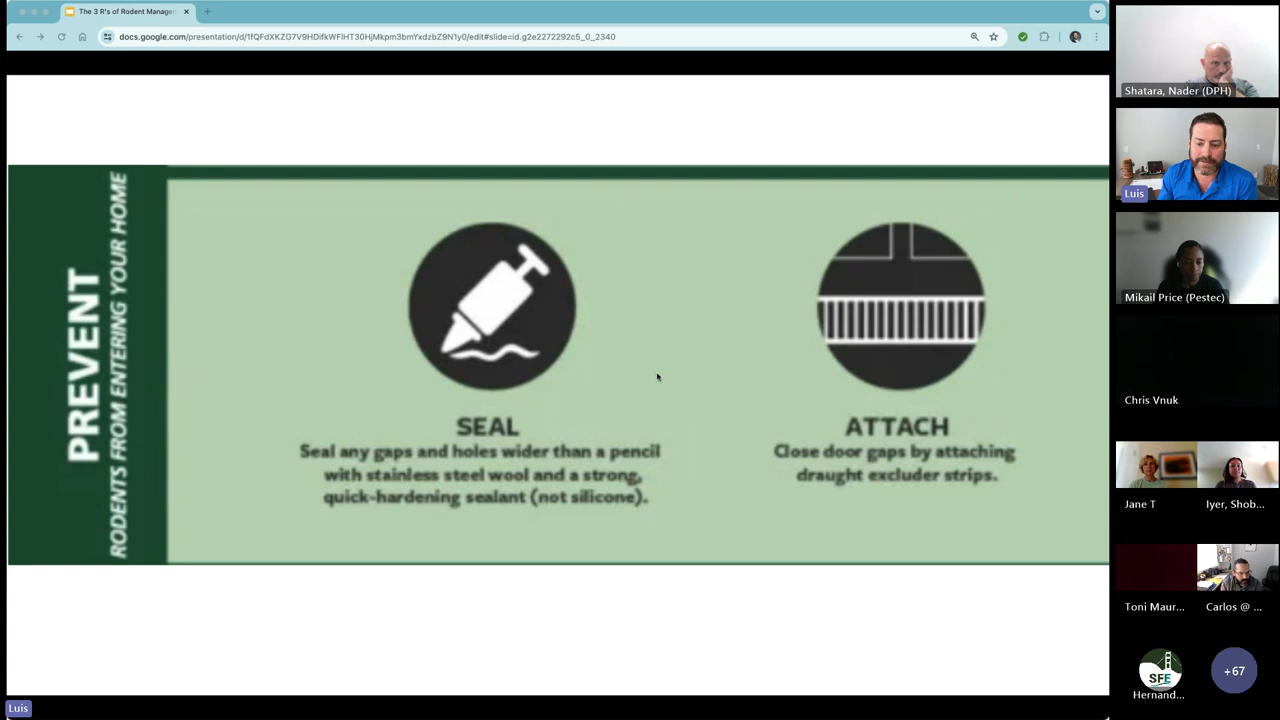 The 3 R's of Rodent Manage
docs.google.com/presentation/d/1fQFdXKZG7V9HDifkWFlHT30HjMkpm3bmYxdzbZ9N1y0/edit#slide=id.g2e2272292c5_0_2340
PREVENT
RODENTS FROM ENTERING YOUR HOME
SEAL
Seal any gaps and holes wider than a pencil
with stainless steel wool and a strong,
quick-hardening sealant (not silicone).
ATTACH
Close door gaps by attaching
draught excluder strips.
Shatara, Nader (DPH)
Luis
Mikail Price (Pestec)
Chris Vnuk
Jane T
Iyer, Shob...
Toni Maur...
Carlos @ ...
SFE
Hernand...
+67
Luis